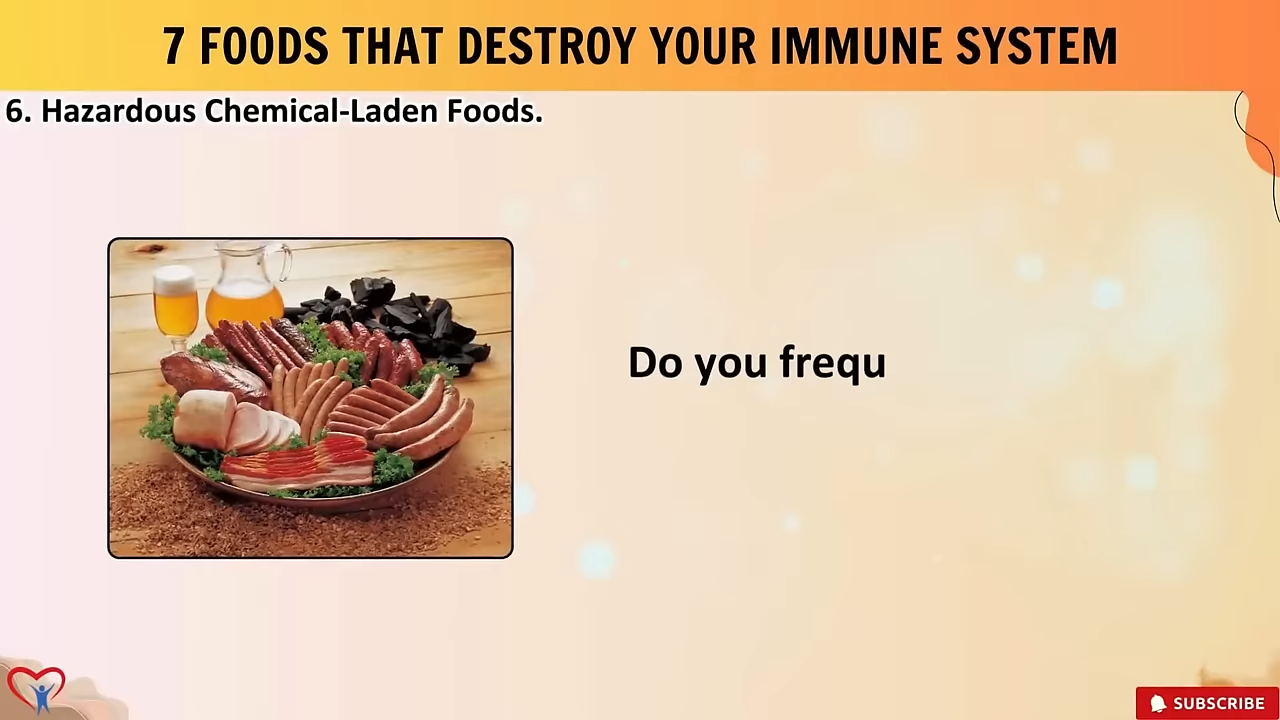 7 FOODS THAT DESTROY YOUR IMMUNE SYSTEM
6. Hazardous Chemical-Laden Foods.
Do you frequ
SUBSCRIBE